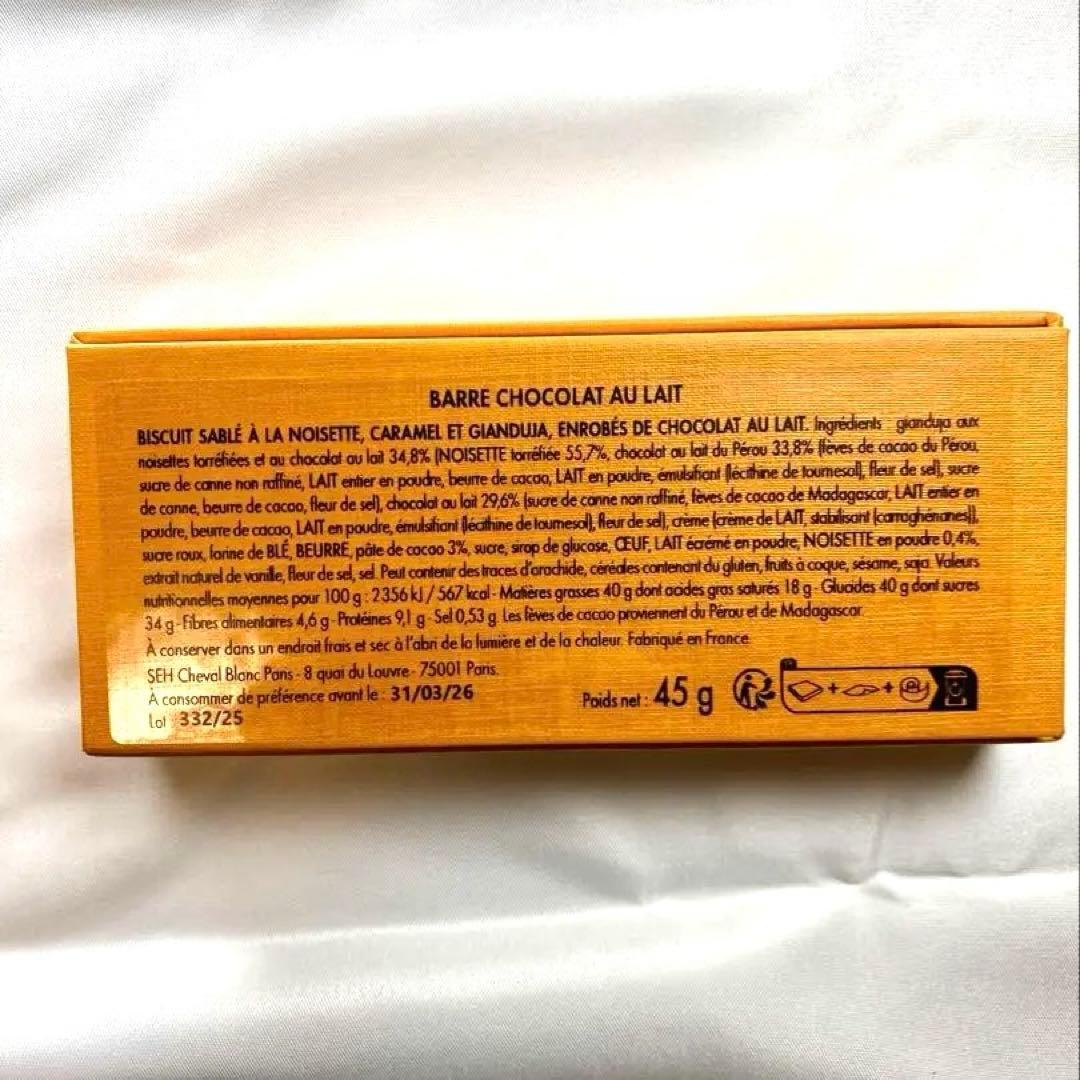 BARRE CHOCOLAT AU LAIT
BISCUIT SABLÉ À LA NOISETTE, CARAMEL ET GIANDUJA, ENROBÉS DE CHOCOLAT AU LAIT. Ingrédients : gianduja aux
noisettes torréfiées et au chocolat au lait 34,8% (NOISETTE torréfiée 55,7%, chocolat au lait du Pérou 33,8% (fèves de cacao du Pérou,
sucre de canne non raffiné, LAIT entier en poudre, beurre de cacao, LAIT en poudre, émulsifiant (lécithine de tournesol), fleur de sel), sucre
de canne, beurre de cacao, fleur de sel), chocolat au lait 29,6% (sucre de canne non raffiné, fèves de cacao de Madagascar, LAIT entier en
poudre, beurre de cacao, LAIT en poudre, émulsifiant (lécithine de tournesol), fleur de sel), crème (crème de LAIT, stabilisant (carraghénanes)),
sucre roux, farine de BLÉ, BEURRE, pâte de cacao 3%, sucre, sirop de glucose, ŒUF, LAIT écrémé en poudre, NOISETTE en poudre 0,4%,
extrait naturel de vanille, fleur de sel, sel. Peut contenir des traces d'arachide, céréales contenant du gluten, fruits à coque, sésame, soja. Valeurs
nutritionnelles moyennes pour 100 g : 2356 kJ / 567 kcal - Matières grasses 40 g dont acides gras saturés 18 g - Glucides 40 g dont sucres
34 g - Fibres alimentaires 4,6 g - Protéines 9,1 g - Sel 0,53 g. Les fèves de cacao proviennent du Pérou et de Madagascar.
À conserver dans un endroit frais et sec à l'abri de la lumière et de la chaleur. Fabriqué en France.
SEH Cheval Blanc Paris - 8 quai du Louvre - 75001 Paris.
À consommer de préférence avant le : 31/03/26
Lot : 332/25
Poids net : 45 g